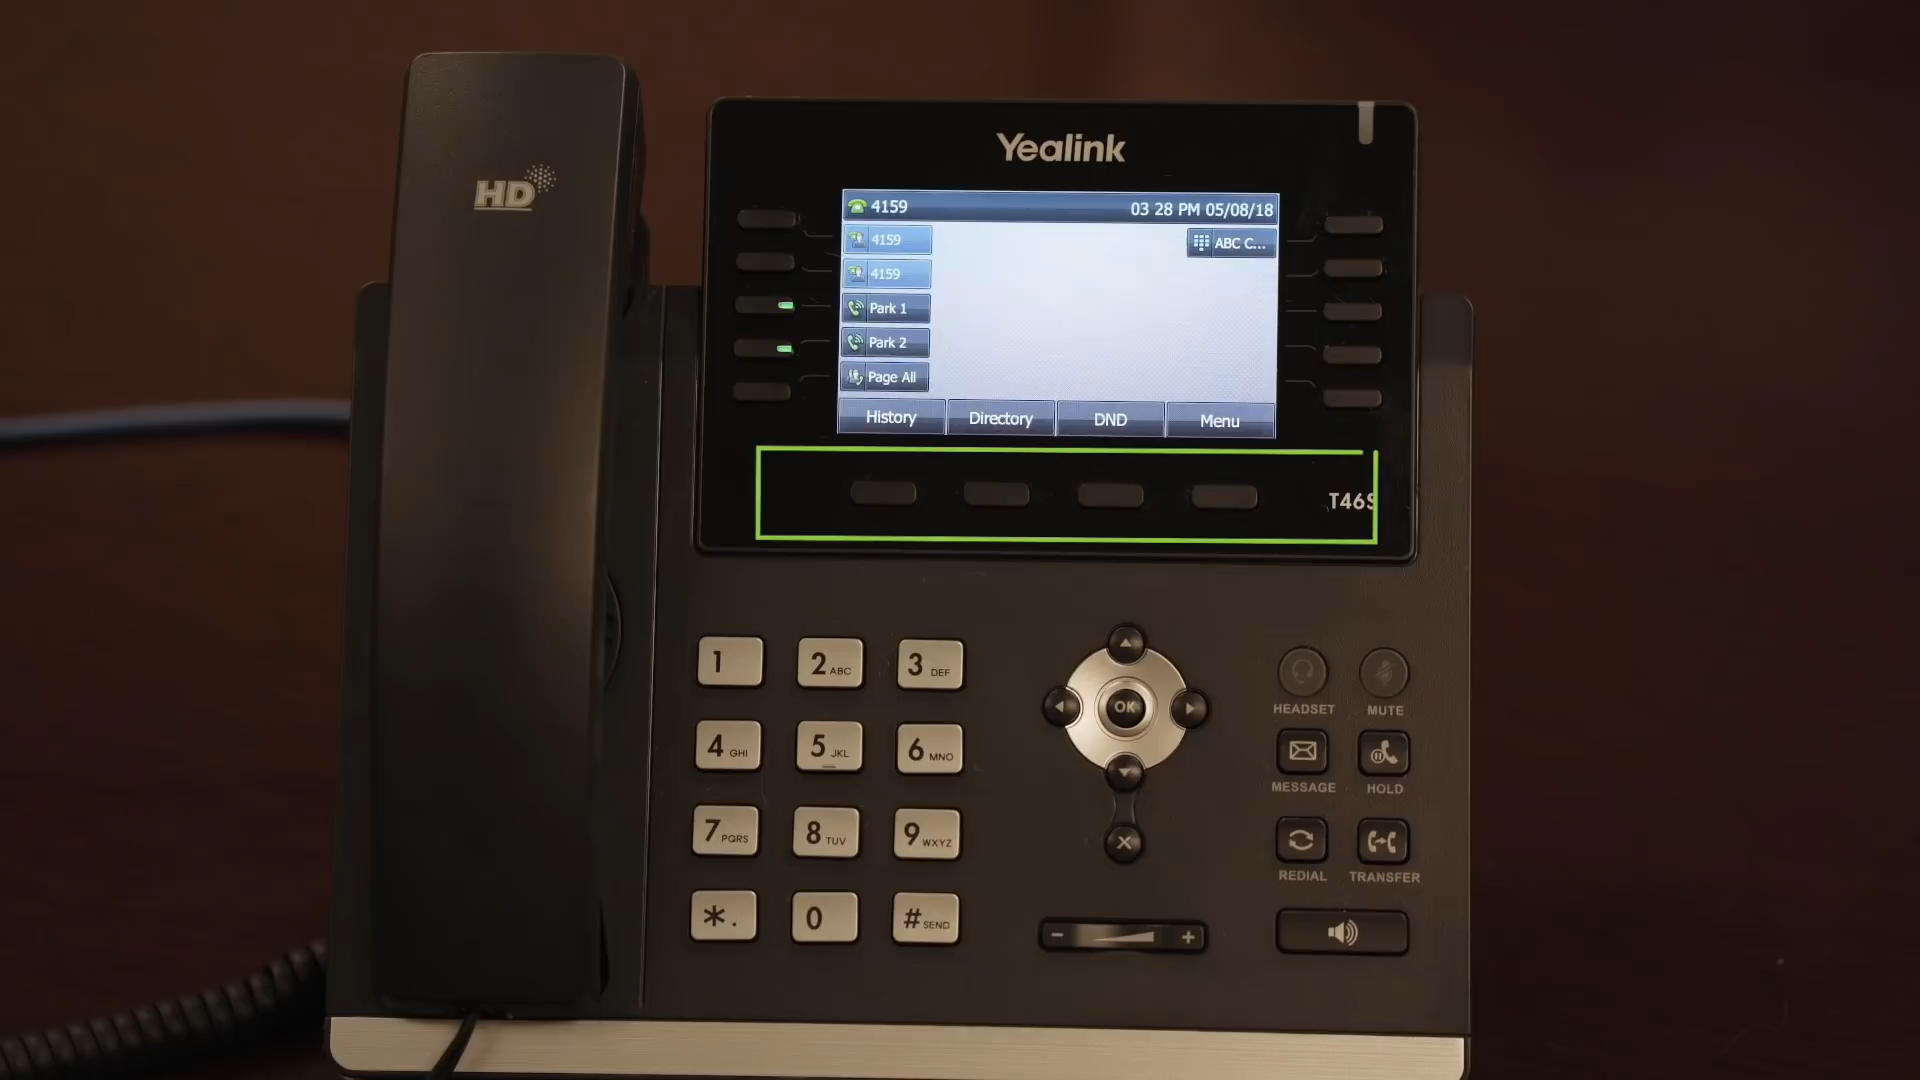 HD
Yealink
4159
03 28 PM 05/08/18
4159
ABC C...
4159
Park 1
Park 2
Page All
History
Directory
DND
Menu
T46S
1
2 ABC
3 DEF
4 GHI
5 JKL
6 MNO
7 PQRS
8 TUV
9 WXYZ
*.
0
# SEND
OK
X
- +
HEADSET
MUTE
MESSAGE
HOLD
REDIAL
TRANSFER